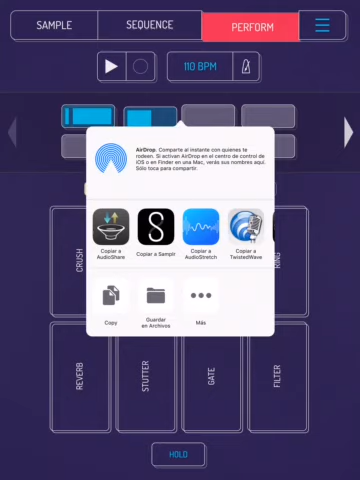 SAMPLE
SEQUENCE
PERFORM
110 BPM
AirDrop. Comparte al instante con quienes te
rodeen. Si activan AirDrop en el centro de control de
iOS o en Finder en una Mac, verás sus nombres aquí.
Sólo toca para compartir.
Copiar a
AudioShare
Copiar a Samplr
Copiar a
AudioStretch
Copiar a
TwistedWave
Copy
Guardar
en Archivos
Más
CRUSH
RING
REVERB
STUTTER
GATE
FILTER
HOLD